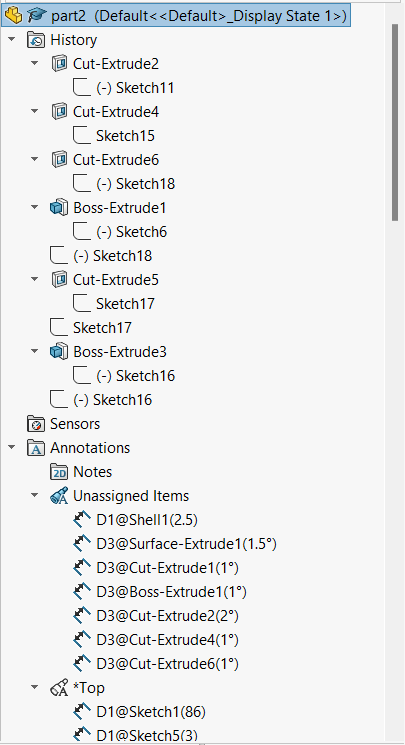 part2 (Default<<Default>_Display State 1>)
History
Cut-Extrude2
(-) Sketch11
Cut-Extrude4
Sketch15
Cut-Extrude6
(-) Sketch18
Boss-Extrude1
(-) Sketch6
(-) Sketch18
Cut-Extrude5
Sketch17
Sketch17
Boss-Extrude3
(-) Sketch16
(-) Sketch16
Sensors
A Annotations
2D Notes
Unassigned Items
D1@Shell1(2.5)
D3@Surface-Extrude1(1.5°)
D3@Cut-Extrude1(1°)
D3@Boss-Extrude1(1°)
D3@Cut-Extrude2(2°)
D3@Cut-Extrude4(1°)
D3@Cut-Extrude6(1°)
*Top
D1@Sketch1(86)
D1@Sketch5(3)